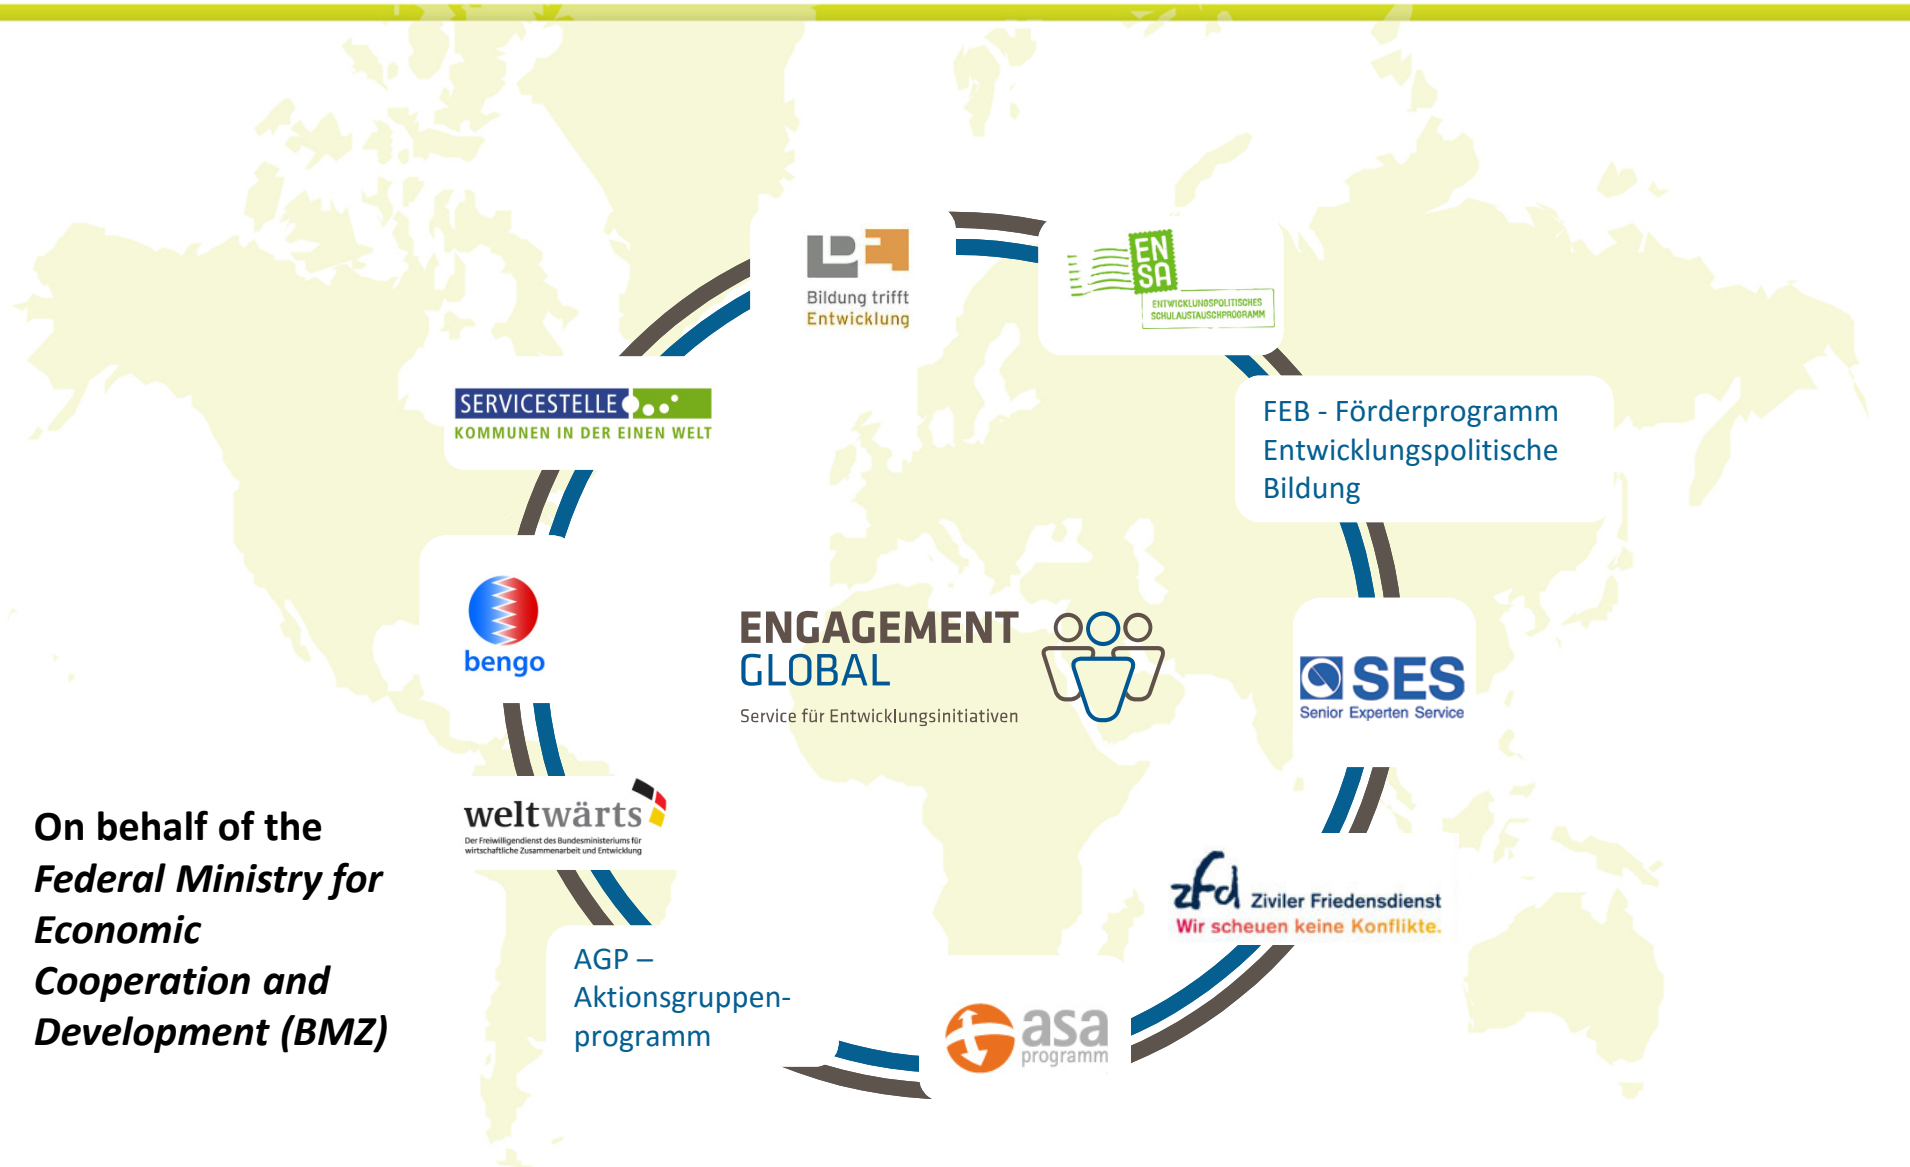 Bildung trifft
Entwicklung
EN
SA
ENTWICKLUNGSPOLITISCHES
SCHULAUSTAUSCHPROGRAMM
SERVICESTELLE
KOMMUNEN IN DER EINEN WELT
FEB - Förderprogramm
Entwicklungspolitische
Bildung
bengo
ENGAGEMENT
GLOBAL
Service für Entwicklungsinitiativen
SES
Senior Experten Service
weltwärts
Der Freiwilligendienst des Bundesministeriums für
wirtschaftliche Zusammenarbeit und Entwicklung
On behalf of the
Federal Ministry for
Economic
Cooperation and
Development (BMZ)
zfd Ziviler Friedensdienst
Wir scheuen keine Konflikte.
AGP –
Aktionsgruppen-
programm
asa
programm